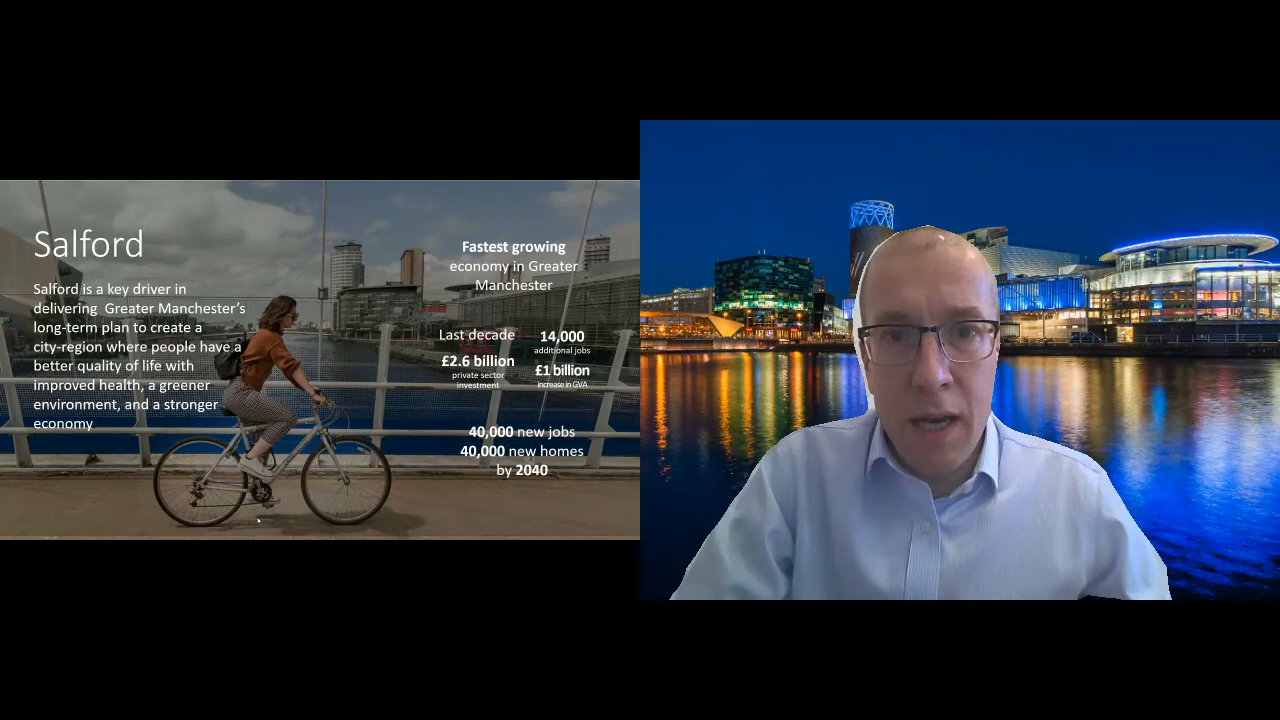 Salford
Salford is a key driver in
delivering Greater Manchester's
long-term plan to create a
city-region where people have a
better quality of life with
improved health, a greener
environment, and a stronger
economy
Fastest growing
economy in Greater
Manchester
Last decade
£2.6 billion
private sector
investment
14,000
additional jobs
£1 billion
increase in GVA
40,000 new jobs
40,000 new homes
by 2040